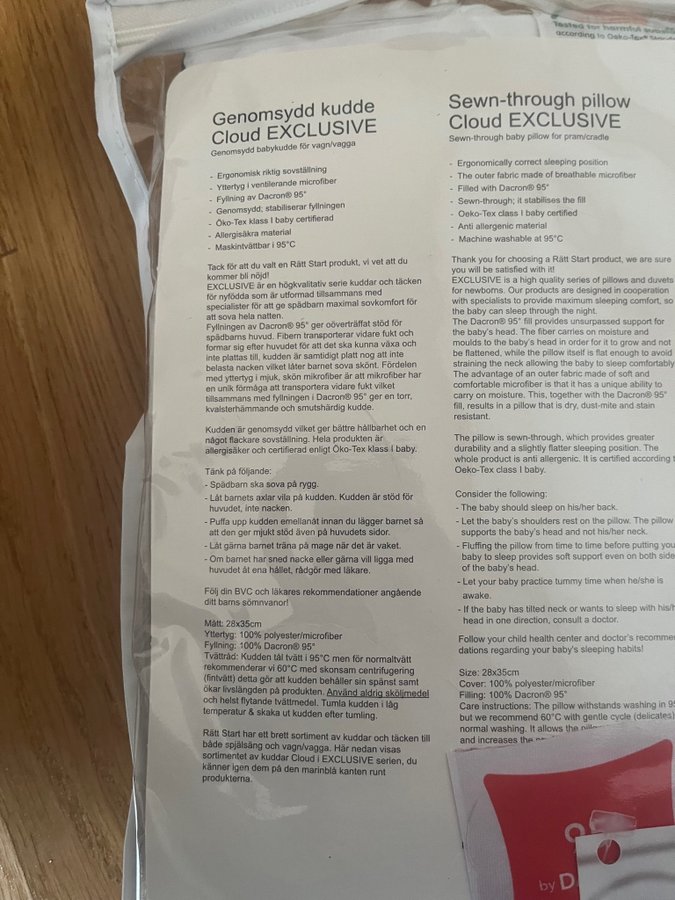 Tested for harmful
according to Oeko-Tex®
Genomsydd kudde
Cloud EXCLUSIVE
Genomsydd babykudde för vagn/vagga
- Ergonomisk riktig sovställning
- Yttertyg i ventilerande microfiber
- Fyllning av Dacron® 95°
- Genomsydd; stabiliserar fyllningen
- Öko-Tex klass I baby certifierad
- Allergisäkra material
- Maskintvättbar i 95°C
Tack för att du valt en Rätt Start produkt, vi vet att du
kommer bli nöjd!
EXCLUSIVE är en högkvalitativ serie kuddar och täcken
för nyfödda som är utformad tillsammans med
specialister för att ge spädbarn maximal sovkomfort för
att sova hela natten.
Fyllningen av Dacron® 95° ger oöverträffat stöd för
spädbarns huvud. Fibern transporterar vidare fukt och
formar sig efter huvudet för att det ska kunna växa och
inte plattas till, kudden är samtidigt platt nog att inte
belasta nacken vilket låter barnet sova skönt. Fördelen
med yttertyg i mjuk, skön mikrofiber är att mikrofiber har
en unik förmåga att transportera vidare fukt vilket
tillsammans med fyllningen i Dacron® 95° ger en torr,
kvalsterhämmande och smutshärdig kudde.
Kudden är genomsydd vilket ger bättre hållbarhet och en
något flackare sovställning. Hela produkten är
allergisäker och certifierad enligt Öko-Tex klass I baby.
Tänk på följande:
- Spädbarn ska sova på rygg.
- Låt barnets axlar vila på kudden. Kudden är stöd för
huvudet, inte nacken.
- Puffa upp kudden emellanåt innan du lägger barnet så
att den ger mjukt stöd även på huvudets sidor.
- Låt gärna barnet träna på mage när det är vaket.
- Om barnet har sned nacke eller gärna vill ligga med
huvudet åt ena hållet, rådgör med läkare.
Följ din BVC och läkares rekommendationer angående
ditt barns sömnvanor!
Mått: 28x35cm
Yttertyg: 100% polyester/microfiber
Fyllning: 100% Dacron® 95°
Tvättråd: Kudden tål tvätt i 95°C men för normaltvätt
rekommenderar vi 60°C med skonsam centrifugering
(fintvätt) detta gör att kudden behåller sin spänst samt
ökar livslängden på produkten. Använd aldrig sköljmedel
och helst flytande tvättmedel. Tumla kudden i låg
temperatur & skaka ut kudden efter tumling.
Rätt Start har ett brett sortiment av kuddar och täcken till
både spjälsäng och vagn/vagga. Här nedan visas
sortimentet av kuddar Cloud i EXCLUSIVE serien, du
känner igen dem på den marinblå kanten runt
produkterna.
Sewn-through pillow
Cloud EXCLUSIVE
Sewn-through baby pillow for pram/cradle
- Ergonomically correct sleeping position
- The outer fabric made of breathable microfiber
- Filled with Dacron® 95°
- Sewn-through; it stabilises the fill
- Oeko-Tex class I baby certified
- Anti allergenic material
- Machine washable at 95°C
Thank you for choosing a Rätt Start product, we are sure
you will be satisfied with it!
EXCLUSIVE is a high quality series of pillows and duvets
for newborns. Our products are designed in cooperation
with specialists to provide maximum sleeping comfort, so
the baby can sleep through the night.
The Dacron® 95° fill provides unsurpassed support for
the baby's head. The fiber carries on moisture and
moulds to the baby's head in order for it to grow and not
be flattened, while the pillow itself is flat enough to avoid
straining the neck allowing the baby to sleep comfortably
The advantage of an outer fabric made of soft and
comfortable microfiber is that it has a unique ability to
carry on moisture. This, together with the Dacron® 95°
fill, results in a pillow that is dry, dust-mite and stain
resistant.
The pillow is sewn-through, which provides greater
durability and a slightly flatter sleeping position. The
whole product is anti allergenic. It is certified according
Oeko-Tex class I baby.
Consider the following:
- The baby should sleep on his/her back.
- Let the baby's shoulders rest on the pillow. The pillow
supports the baby's head and not his/her neck.
- Fluffing the pillow from time to time before putting
baby to sleep provides soft support even on both
of the baby's head.
- Let your baby practice tummy time when he/she is
awake.
- If the baby has tilted neck or wants to sleep with
head in one direction, consult a doctor.
Follow your child health center and doctor's recommen
dations regarding your baby's sleeping habits!
Size: 28x35cm
Cover: 100% polyester/microfiber
Filling: 100% Dacron® 95°
Care instructions: The pillow withstands washing in
but we recommend 60°C with gentle cycle (delicates)
normal washing. It allows the
and increases the
by D